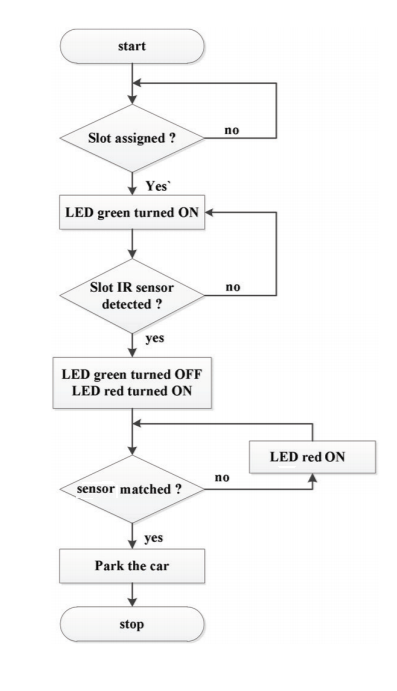 start
Slot assigned ?
no
Yes`
LED green turned ON
Slot IR sensor
detected ?
no
yes
LED green turned OFF
LED red turned ON
LED red ON
sensor matched ?
no
yes
Park the car
stop